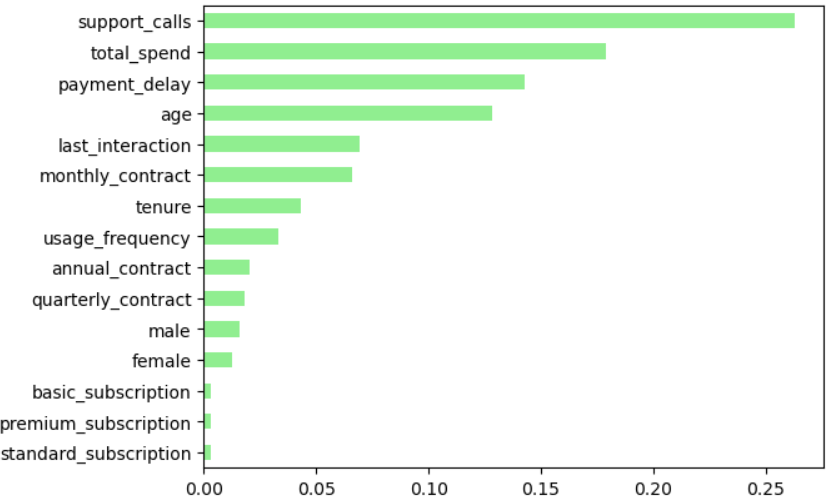 support_calls
total_spend
payment_delay
age
last_interaction
monthly_contract
tenure
usage_frequency
annual_contract
quarterly_contract
male
female
basic_subscription
premium_subscription
standard_subscription
0.00 0.05 0.10 0.15 0.20 0.25